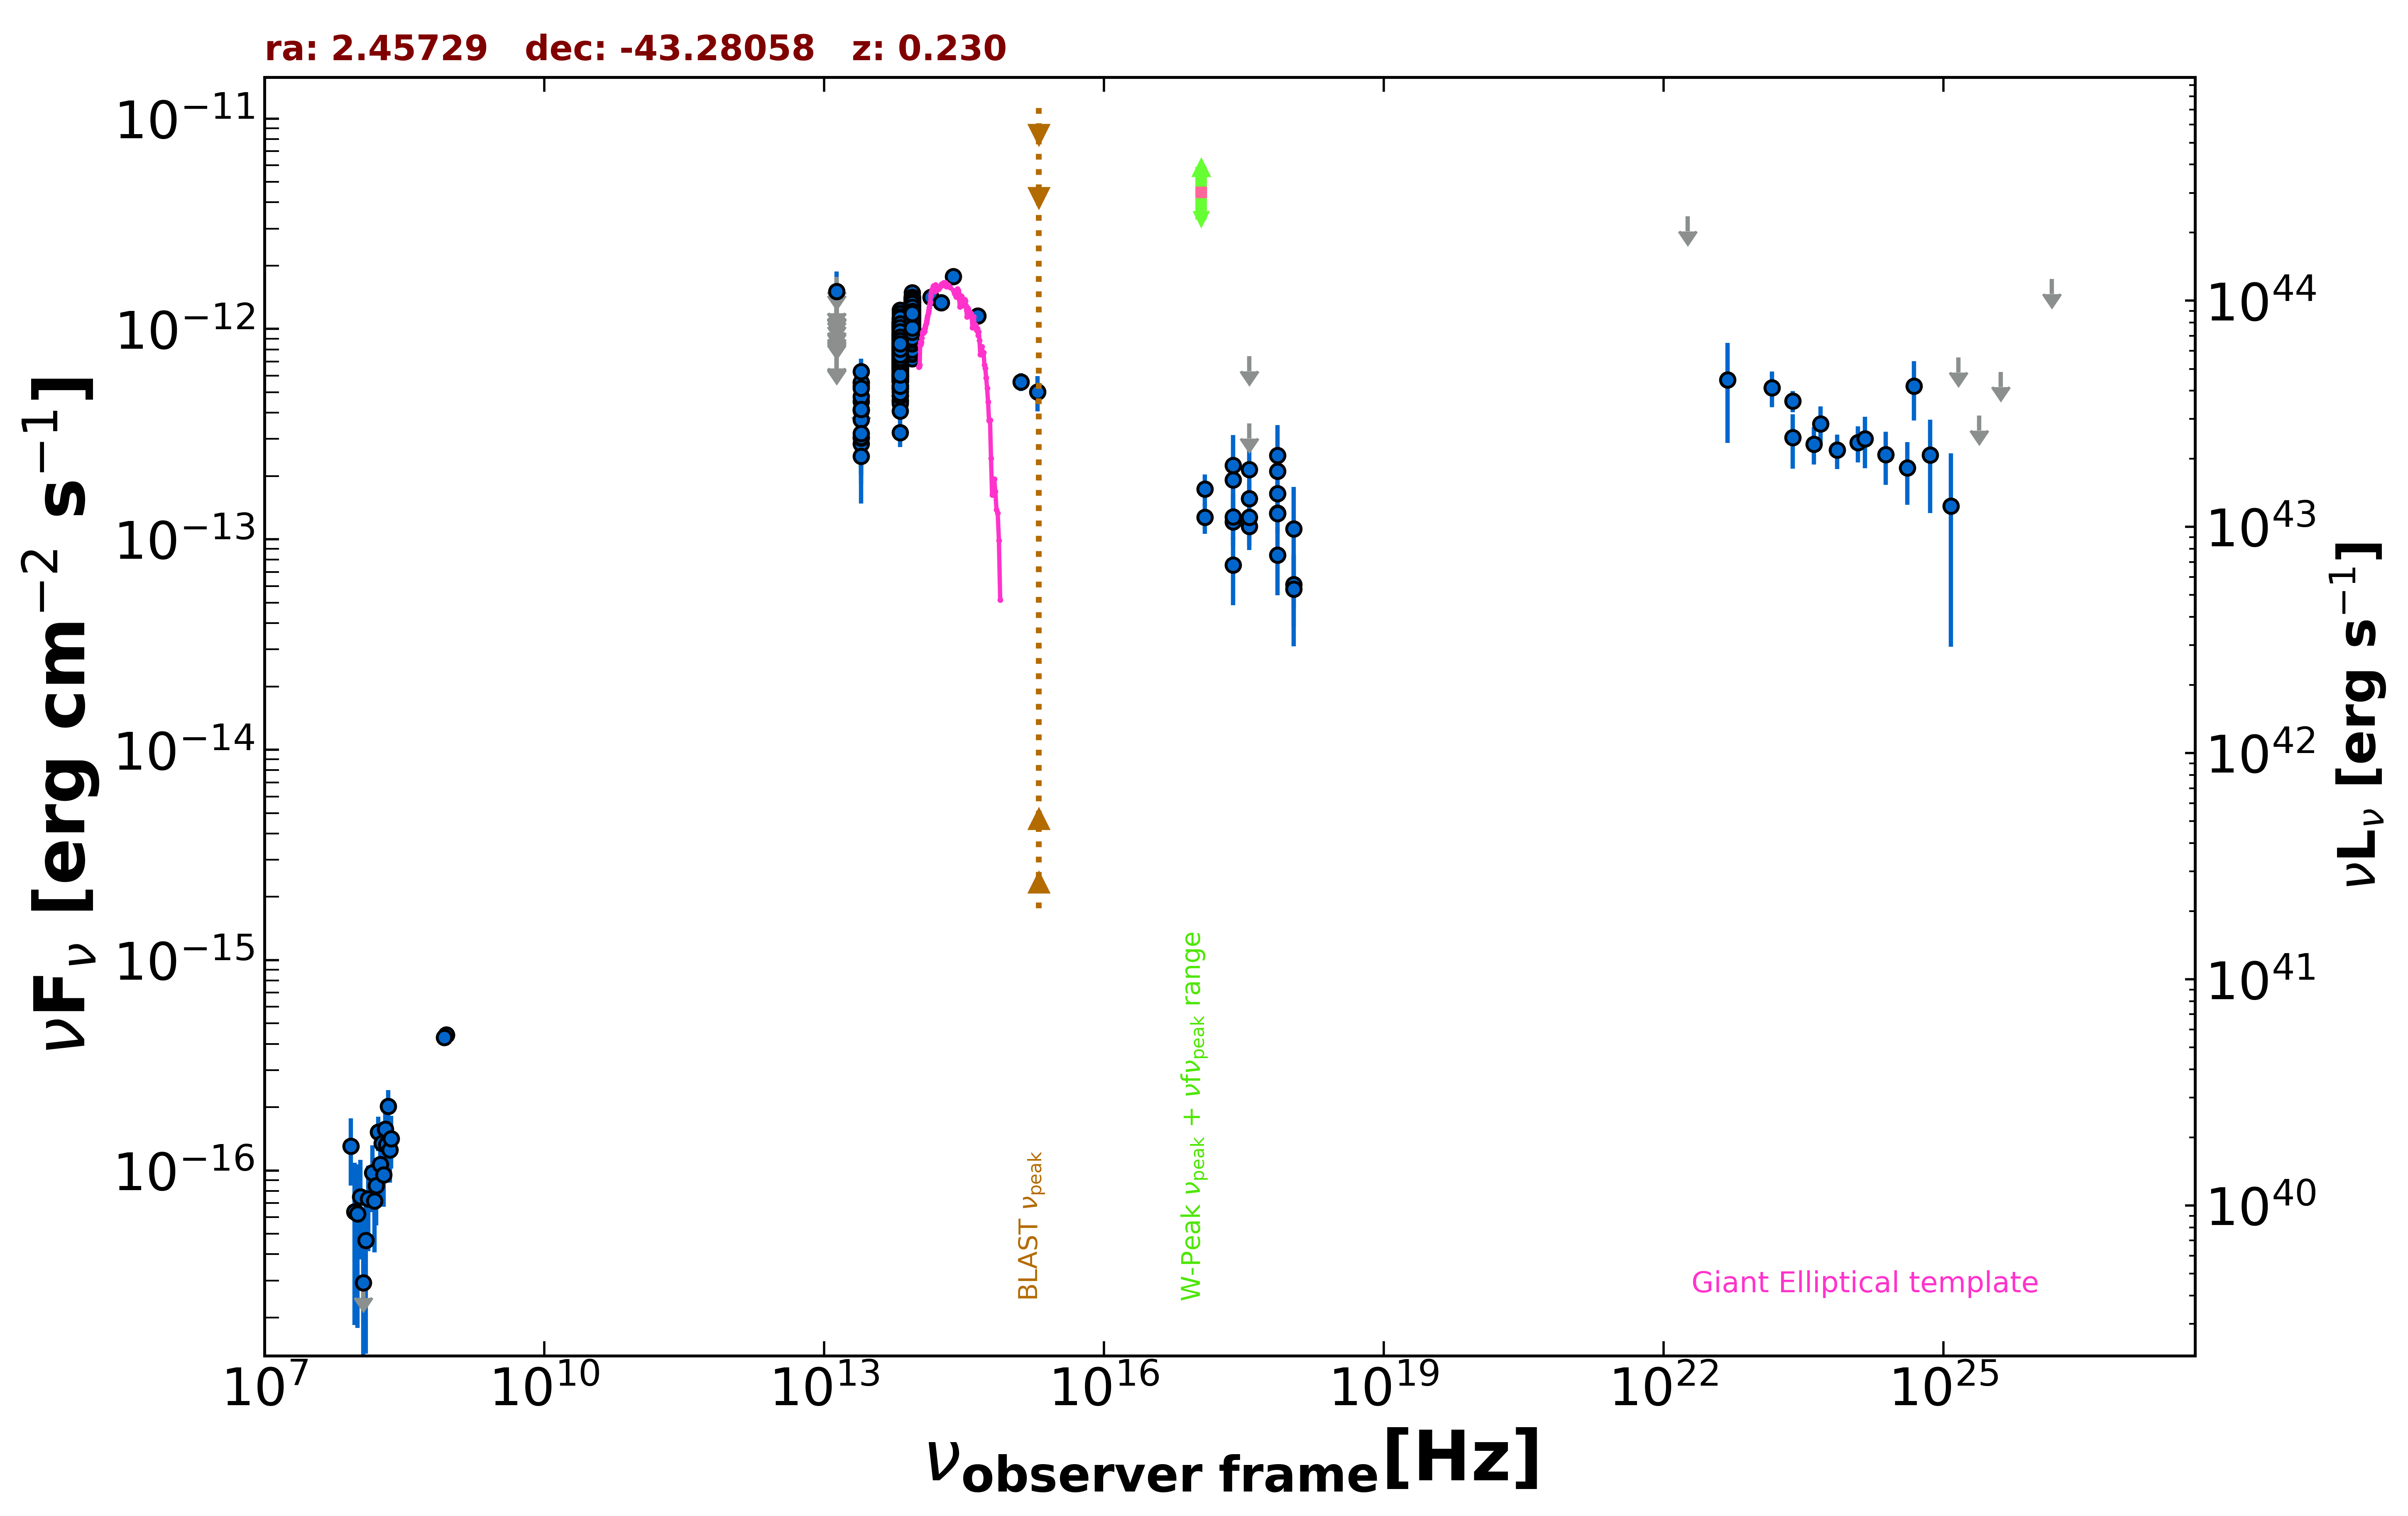 ra: 2.45729 dec: -43.28058 z: 0.230
10⁻¹¹
10⁻¹²
10⁻¹³
10⁻¹⁴
10⁻¹⁵
10⁻¹⁶
νFν [erg cm⁻² s⁻¹]
10⁴⁴
10⁴³
10⁴²
10⁴¹
10⁴⁰
νLν [erg s⁻¹]
BLAST νpeak
W-Peak νpeak + νfνpeak range
Giant Elliptical template
10⁷ 10¹⁰ 10¹³ 10¹⁶ 10¹⁹ 10²² 10²⁵
νobserver frame[Hz]